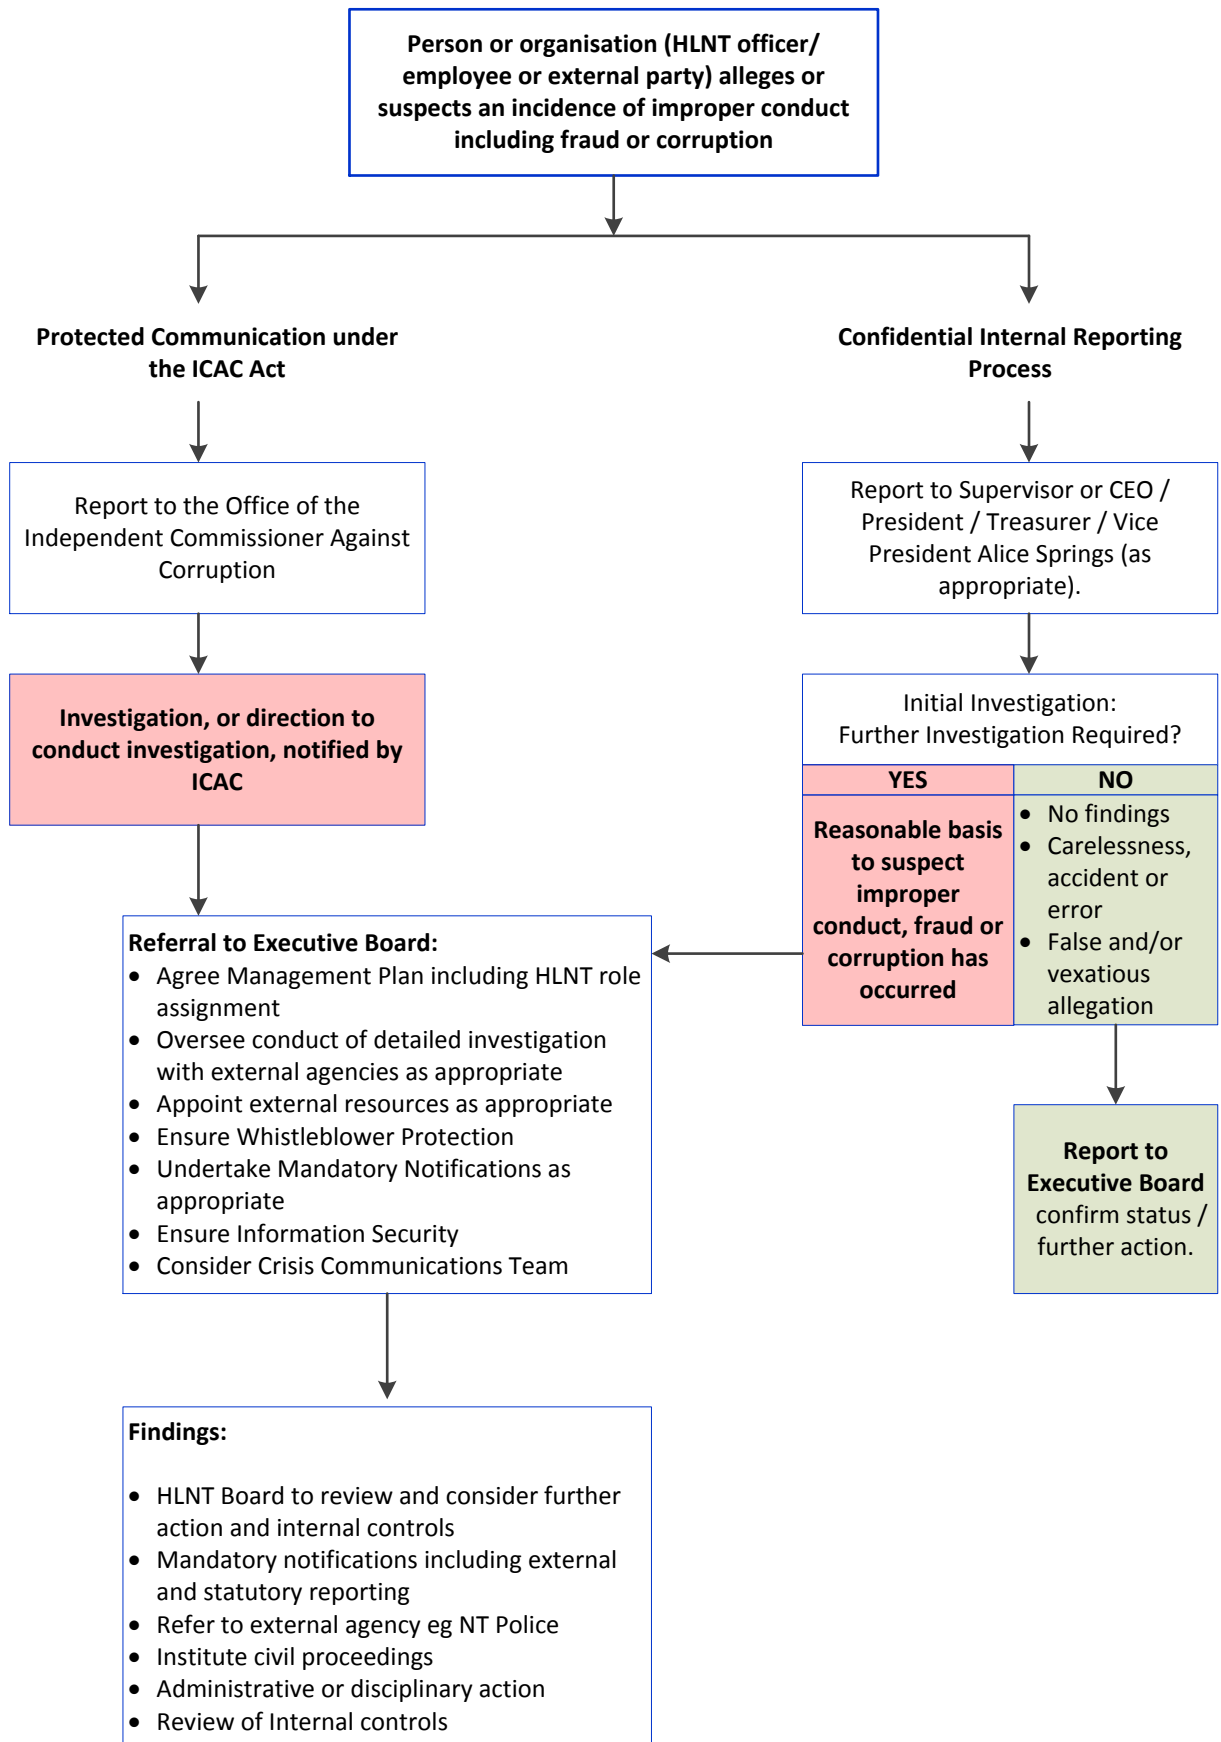 Person or organisation (HLNT officer/
employee or external party) alleges or
suspects an incidence of improper conduct
including fraud or corruption
Protected Communication under
the ICAC Act
Confidential Internal Reporting
Process
Report to the Office of the
Independent Commissioner Against
Corruption
Report to Supervisor or CEO /
President / Treasurer / Vice
President Alice Springs (as
appropriate).
Investigation, or direction to
conduct investigation, notified by
ICAC
Initial Investigation:
Further Investigation Required?
YES
Reasonable basis
to suspect
improper
conduct, fraud or
corruption has
occurred
NO
• No findings
• Carelessness,
accident or
error
• False and/or
vexatious
allegation
Referral to Executive Board:
• Agree Management Plan including HLNT role
assignment
• Oversee conduct of detailed investigation
with external agencies as appropriate
• Appoint external resources as appropriate
• Ensure Whistleblower Protection
• Undertake Mandatory Notifications as
appropriate
• Ensure Information Security
• Consider Crisis Communications Team
Report to
Executive Board
confirm status /
further action.
Findings:
• HLNT Board to review and consider further
action and internal controls
• Mandatory notifications including external
and statutory reporting
• Refer to external agency eg NT Police
• Institute civil proceedings
• Administrative or disciplinary action
• Review of Internal controls